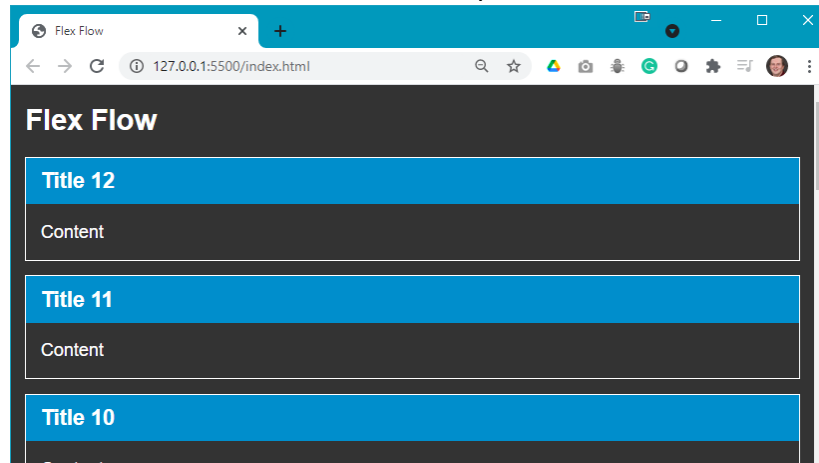 Flex Flow
127.0.0.1:5500/index.html
Flex Flow
Title 12
Content
Title 11
Content
Title 10